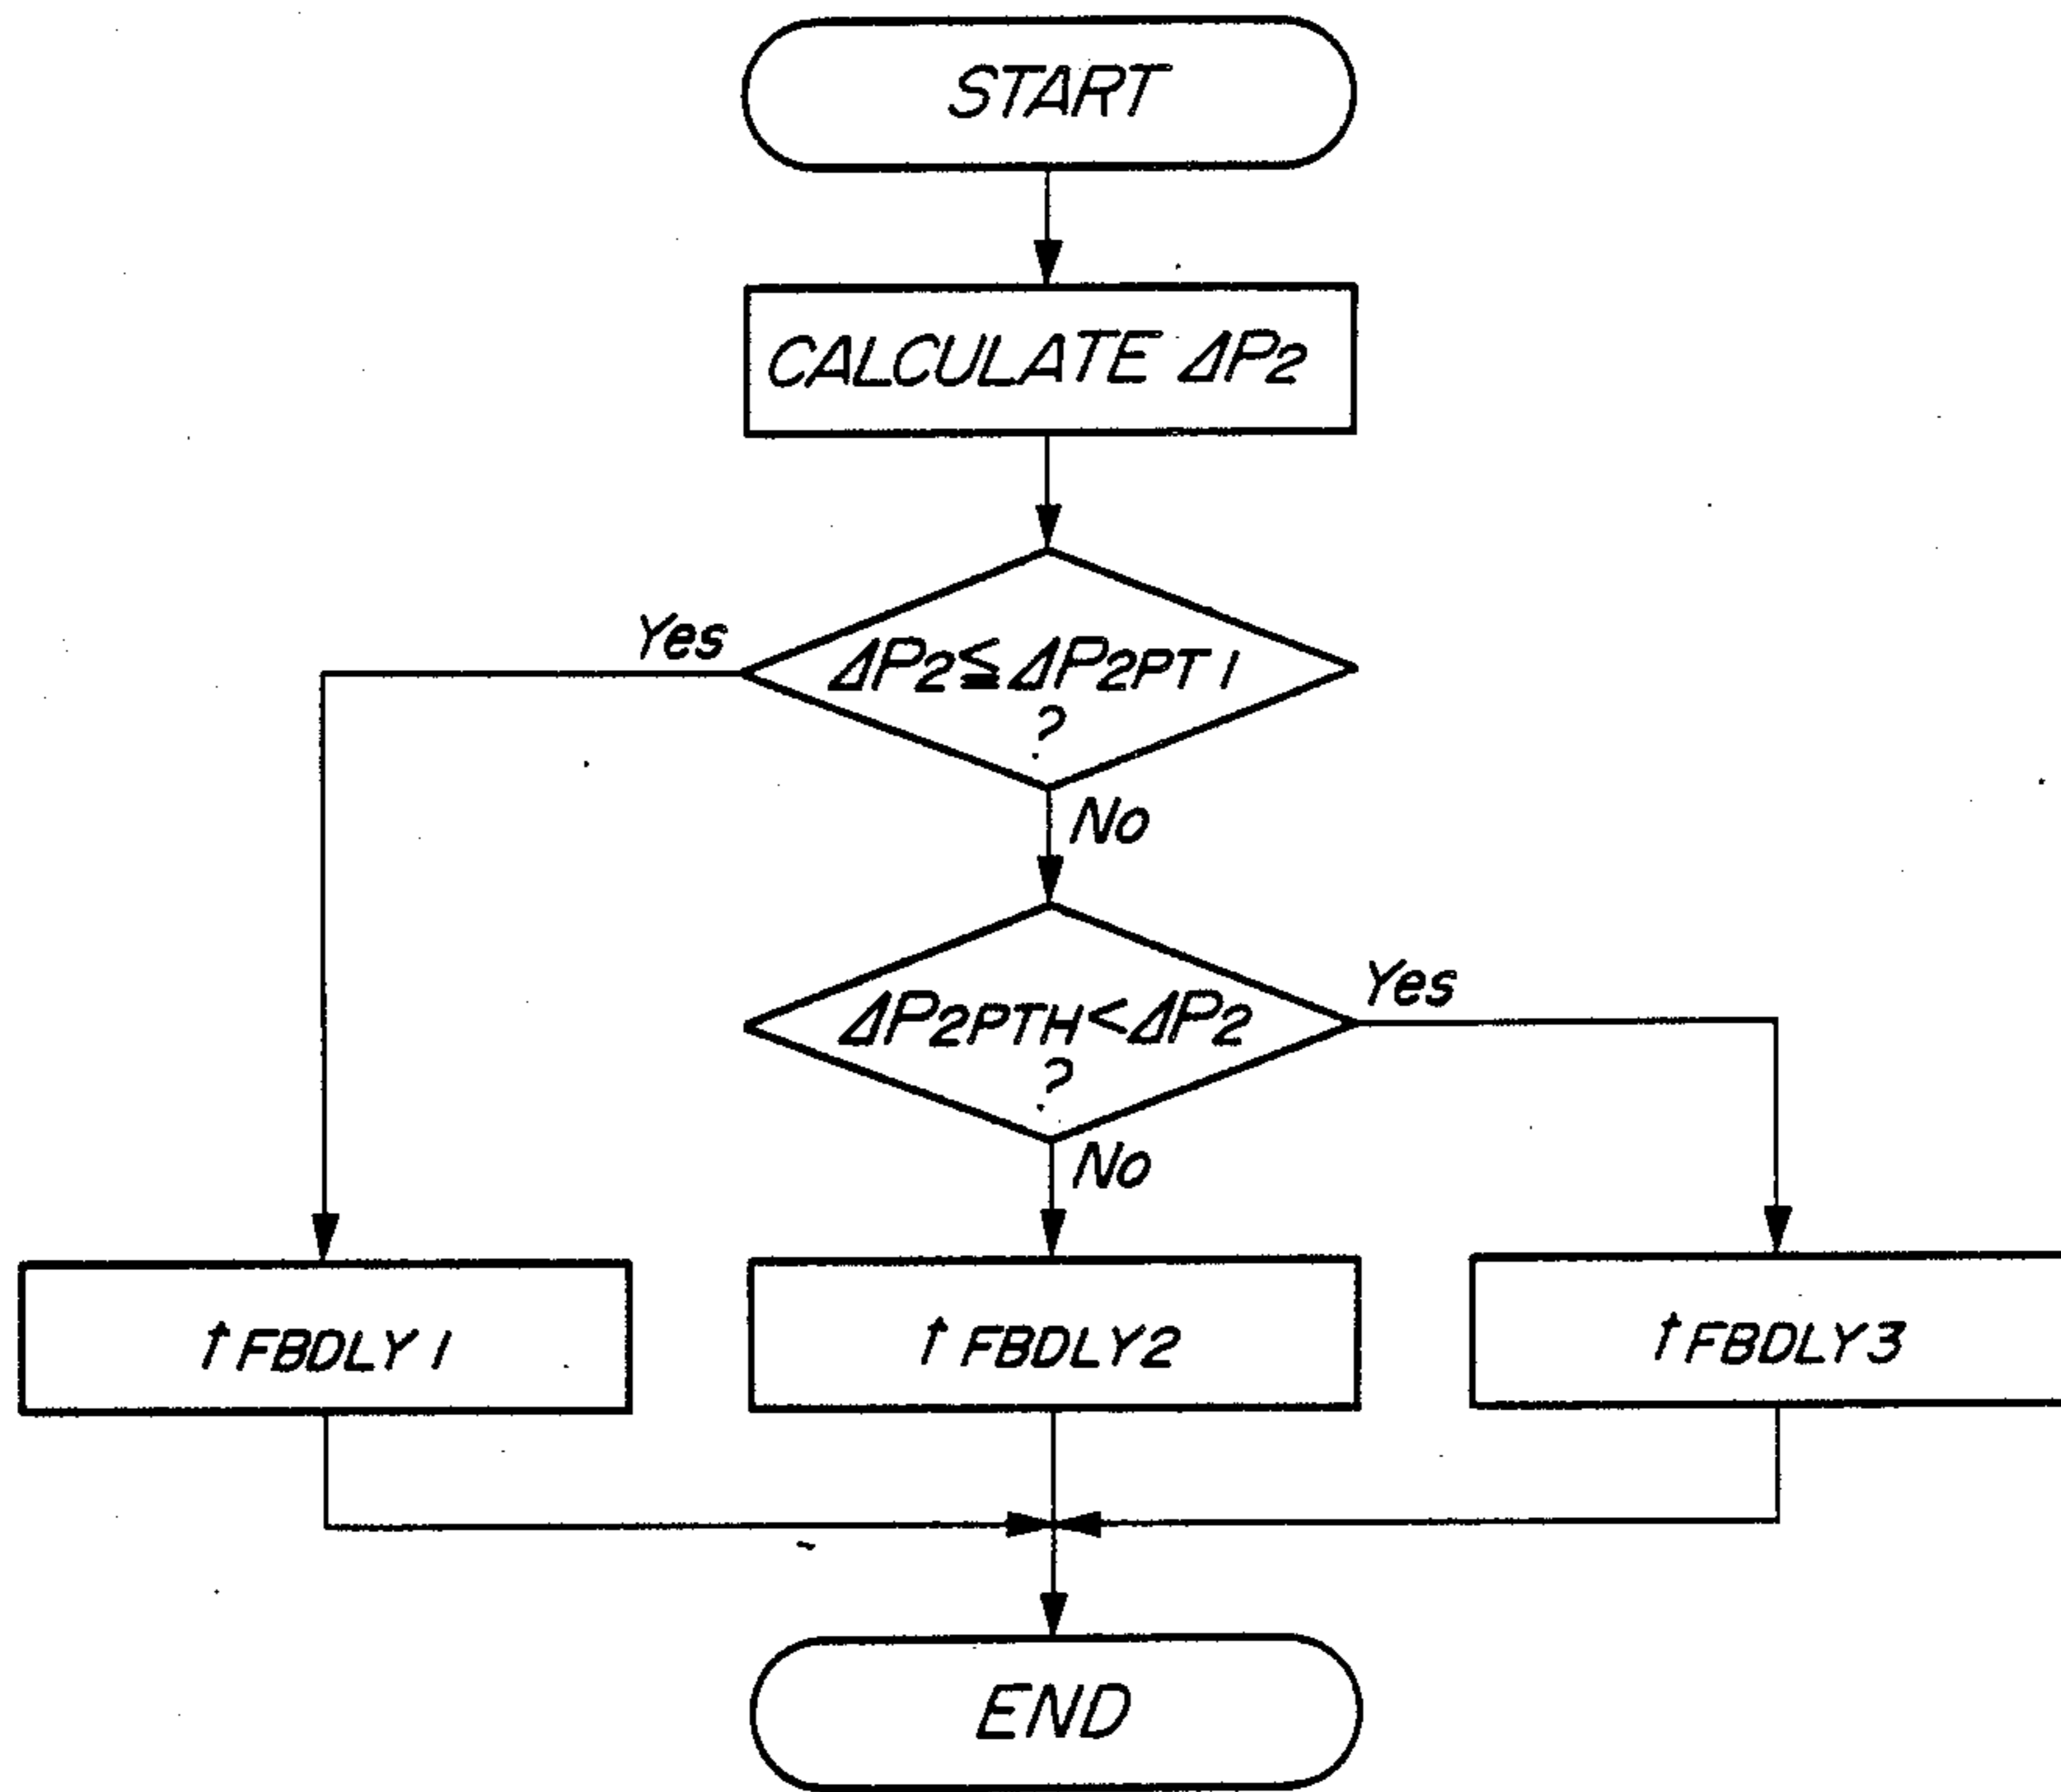 START
CALCULATE ΔP2
Yes
ΔP2≦ΔP2PT1
?
No
ΔP2PTH<ΔP2
?
Yes
No
↑FBDLY1
↑FBDLY2
↑FBDLY3
END